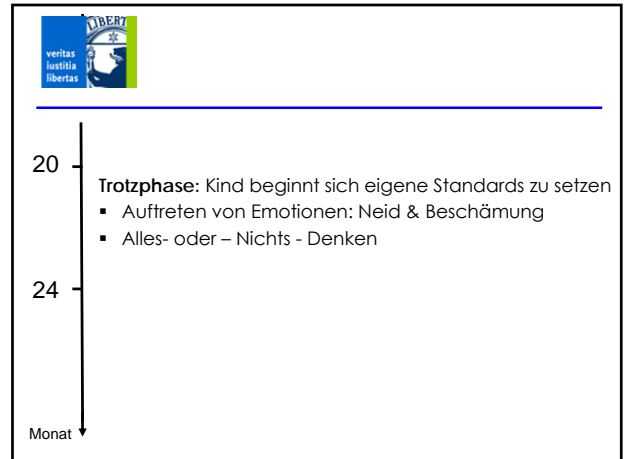 LIBERT
veritas
iustitia
libertas
20
Trotzphase: Kind beginnt sich eigene Standards zu setzen
▪ Auftreten von Emotionen: Neid & Beschämung
▪ Alles- oder – Nichts - Denken
24
Monat